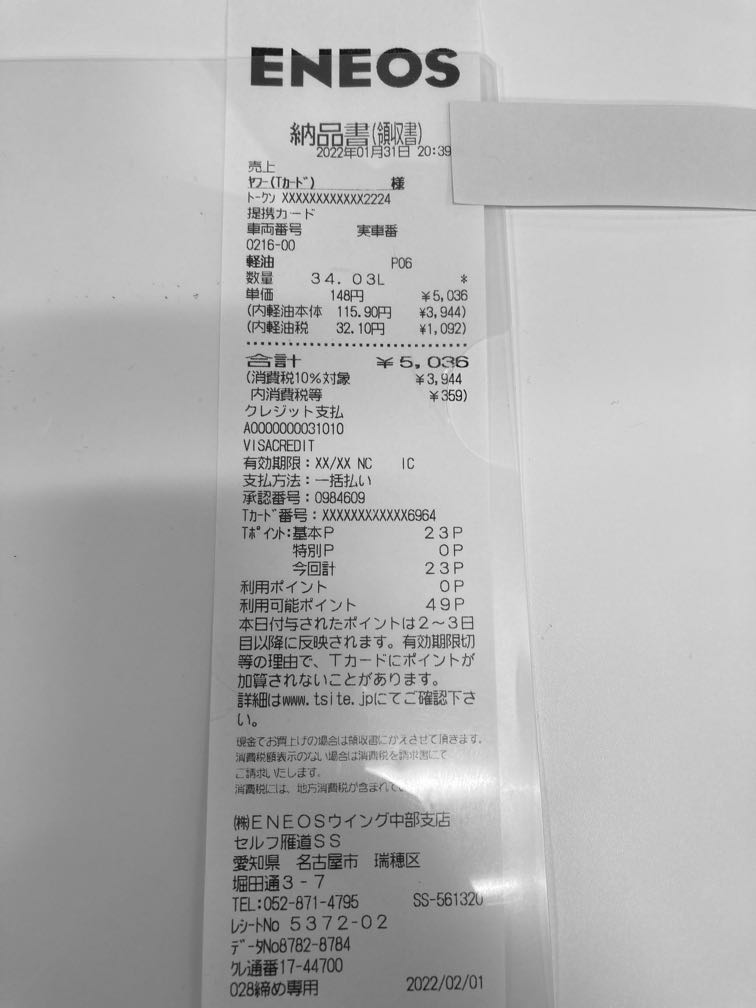 ENEOS
納品書(領収書)
2022年01月31日 20:39
売上
ﾔﾌｰ(Tカード) 様
ﾄｰｸﾝ XXXXXXXXXXXX2224
提携カード
車両番号 実車番
0216-00
軽油 P06
数量 34.03L *
単価 148円 ¥5,036
(内軽油本体 115.90円 ¥3,944)
(内軽油税 32.10円 ¥1,092)
合計 ¥5,036
(消費税10%対象 ¥3,944
内消費税等 ¥359)
クレジット支払
A0000000031010
VISACREDIT
有効期限:XX/XX NC IC
支払方法:一括払い
承認番号:0984609
Tカード番号:XXXXXXXXXXXX6964
Tﾎﾟｲﾝﾄ:基本P 23P
特別P 0P
今回計 23P
利用ポイント 0P
利用可能ポイント 49P
本日付与されたポイントは2～3日
目以降に反映されます。有効期限切
等の理由で、Tカードにポイントが
加算されないことがあります。
詳細はwww.tsite.jpにてご確認下さ
い。
現金でお買上げの場合は領収書にかえさせて頂きます。
消費税額表示のない場合は消費税を請求書にて
ご請求いたします。
消費税には、地方消費税が含まれてい
㈱ENEOSウイング中部支店
セルフ雁道SS
愛知県 名古屋市 瑞穂区
堀田通3-7
TEL:052-871-4795 SS-561320
ﾚｼｰﾄNo 5372-02
ﾃﾞｰﾀNo8782-8784
ｸﾚ通番17-44700
028締め専用 2022/02/01